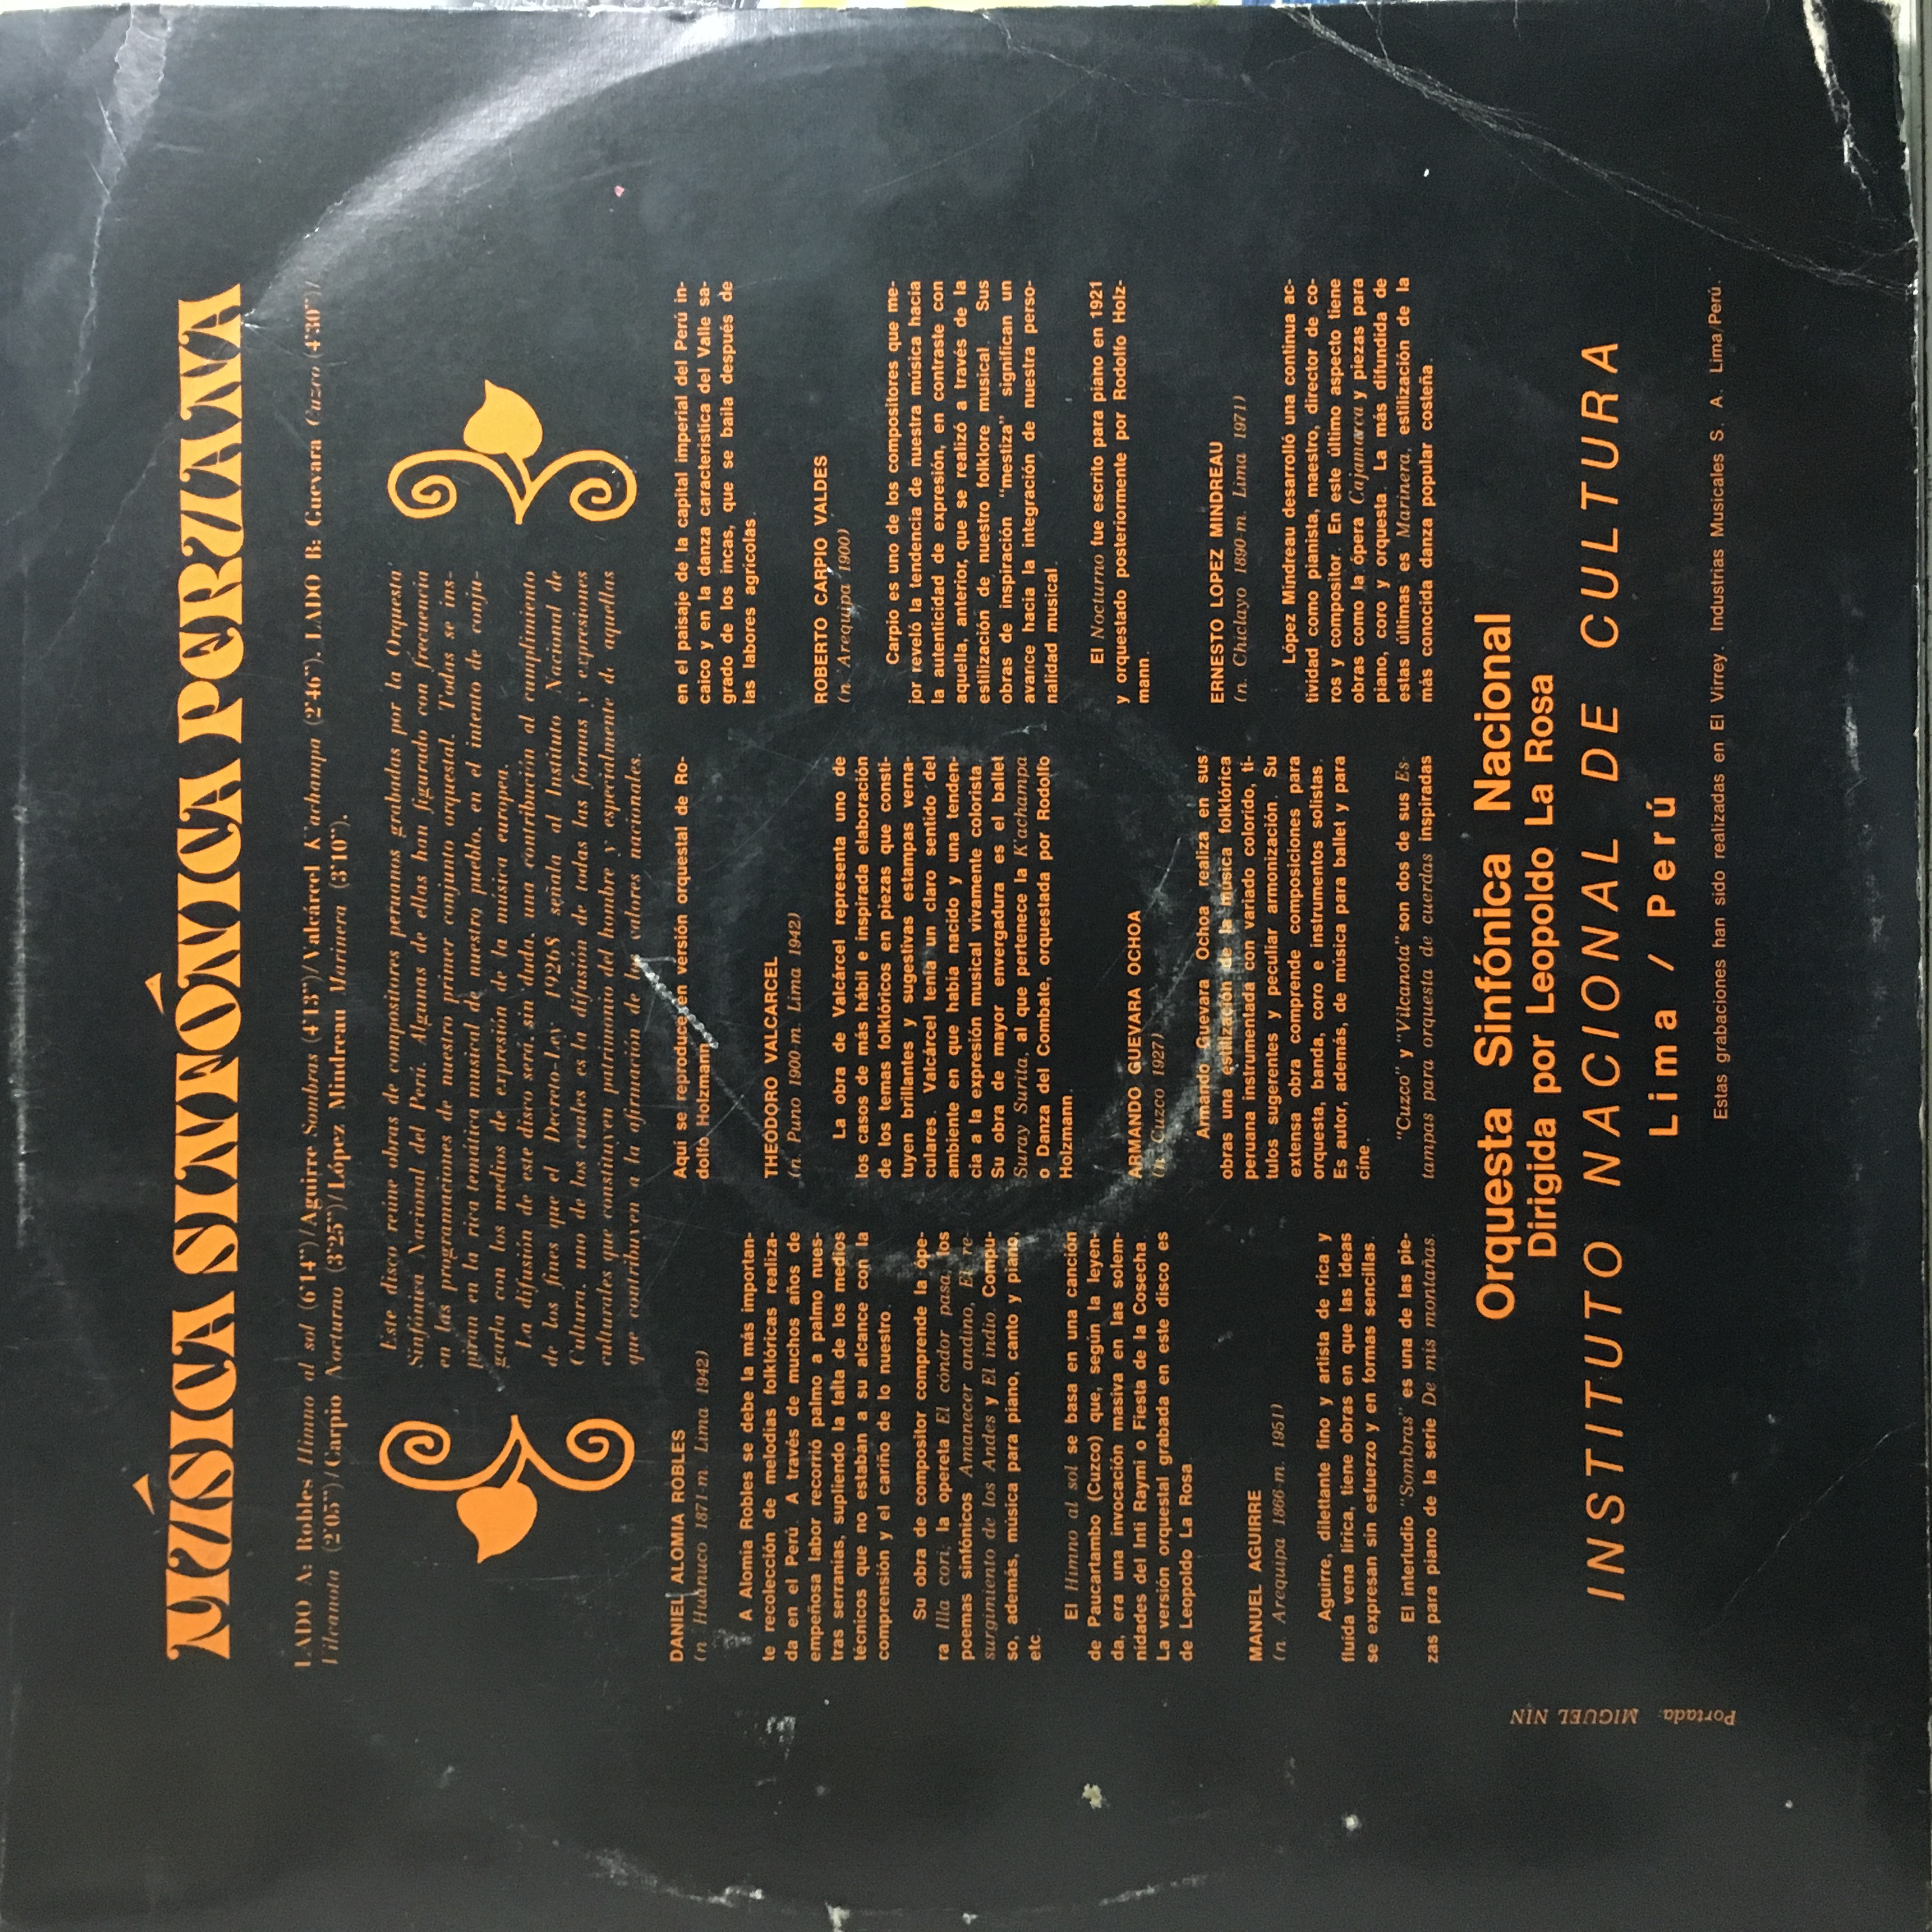 MÚSICA SINFÓNICA PERUANA
LADO A: Robles Himno al sol (6'14")/Aguirre Sombras (4'13")/Valcárcel K'achampa (2'46"). LADO B: Guevara Cuzco (4'30")/
Vilcanota (2'05")/Carpio Nocturno (3'25")/López Mindreau Marinera (3'10").
Este disco reúne obras de compositores peruanos grabadas por la Orquesta
Sinfónica Nacional del Perú. Algunas de ellas han figurado con frecuencia
en las programaciones de nuestro primer conjunto orquestal. Todas se ins-
piran en la rica temática musical de nuestro pueblo, en el intento de conju-
garla con los medios de expresión de la música europea.
La difusión de este disco será, sin duda, una contribución al cumplimiento
de los fines que el Decreto-Ley 19268 señala al Instituto Nacional de
Cultura, uno de los cuales es la difusión de todas las formas y expresiones
culturales que constituyen patrimonio del hombre y especialmente de aquellas
que contribuyen a la afirmación de los valores nacionales.
DANIEL ALOMIA ROBLES
(n Huánuco 1871-m. Lima 1942)
A Alomía Robles se debe la más importan-
te recolección de melodías folklóricas realiza-
da en el Perú. A través de muchos años de
empeñosa labor recorrió palmo a palmo nues-
tras serranías, supliendo la falta de los medios
técnicos que no estaban a su alcance con la
comprensión y el cariño de lo nuestro.
Su obra de compositor comprende la ope-
ra Illa cori; la opereta El cóndor pasa, los
poemas sinfónicos Amanecer andino, El re-
surgimiento de los Andes y El indio. Compu-
so, además, música para piano, canto y piano,
etc.
El Himno al sol se basa en una canción
de Paucartambo (Cuzco) que, según la leyen-
da, era una invocación masiva en las solem-
nidades del Inti Raymi o Fiesta de la Cosecha.
La versión orquestal grabada en este disco es
de Leopoldo La Rosa.
MANUEL AGUIRRE
(n. Arequipa 1866-m. 1951)
Aguirre, dilettante fino y artista de rica y
fluída vena lírica, tiene obras en que las ideas
se expresan sin esfuerzo y en formas sencillas.
El interludio "Sombras" es una de las pie-
zas para piano de la serie De mis montañas.
Aquí se reproduce en versión orquestal de Ro-
dolfo Holzmann.
THEODORO VALCARCEL
(n. Puno 1900-m. Lima 1942)
La obra de Valcárcel representa uno de
los casos de más hábil e inspirada elaboración
de los temas folklóricos en piezas que consti-
tuyen brillantes y sugestivas estampas verna-
culares. Valcárcel tenía un claro sentido del
ambiente en que había nacido y una tenden-
cia a la expresión musical vivamente colorista.
Su obra de mayor envergadura es el ballet
Suray Surita, al que pertenece la K'achampa
o Danza del Combate, orquestada por Rodolfo
Holzmann.
ARMANDO GUEVARA OCHOA
(n. Cuzco 1927)
Armando Guevara Ochoa realiza en sus
obras una estilización de la música folklórica
peruana instrumentada con variado colorido, tí-
tulos sugerentes y peculiar armonización. Su
extensa obra comprende composiciones para
orquesta, banda, coro e instrumentos solistas.
Es autor, además, de música para ballet y para
cine.
"Cuzco" y "Vilcanota" son dos de sus Es-
tampas para orquesta de cuerdas inspiradas
en el paisaje de la capital imperial del Perú in-
caico y en la danza característica del Valle sa-
grado de los incas, que se baila después de
las labores agrícolas.
ROBERTO CARPIO VALDES
(n. Arequipa 1900)
Carpio es uno de los compositores que me-
jor reveló la tendencia de nuestra música hacia
la autenticidad de expresión, en contraste con
aquella, anterior, que se realizó a través de la
estilización de nuestro folklore musical. Sus
obras de inspiración "mestiza" significan un
avance hacia la integración de nuestra perso-
nalidad musical.
El Nocturno fue escrito para piano en 1921
y orquestado posteriormente por Rodolfo Holz-
mann.
ERNESTO LOPEZ MINDREAU
(n. Chiclayo 1890-m. Lima 1971)
López Mindreau desarrolló una continua ac-
tividad como pianista, maestro, director de co-
ros y compositor. En este último aspecto tiene
obras como la ópera Cajamarca y piezas para
piano, coro y orquesta. La más difundida de
estas últimas es Marinera, estilización de la
más conocida danza popular costeña.
Orquesta Sinfónica Nacional
Dirigida por Leopoldo La Rosa
INSTITUTO NACIONAL DE CULTURA
Lima / Perú
Estas grabaciones han sido realizadas en El Virrey. Industrias Musicales S. A. Lima/Perú.
Portada: MIGUEL NIN